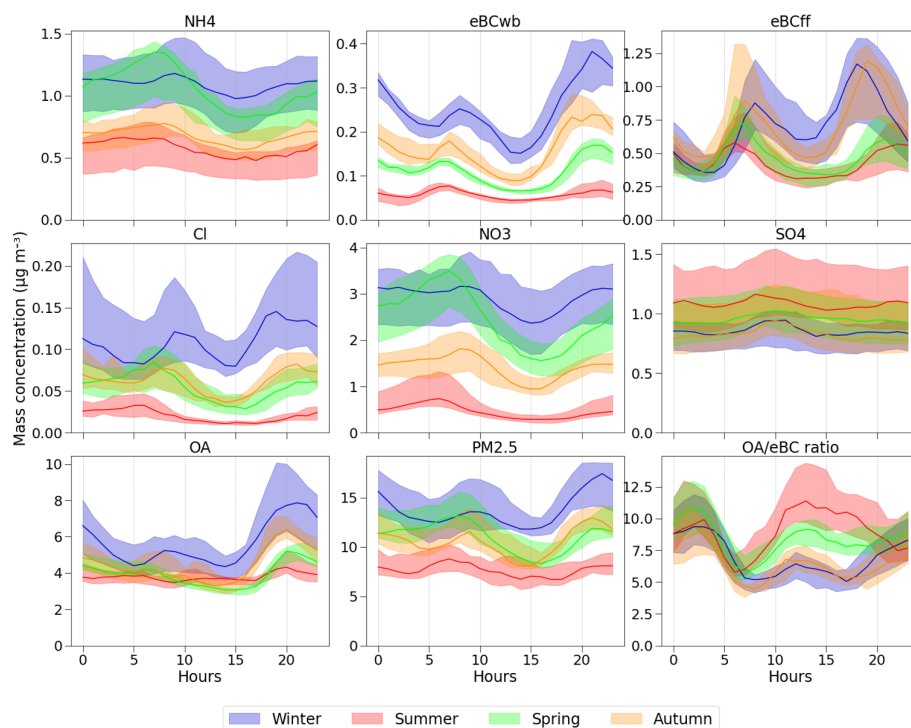 NH4
eBCwb
eBCff
1.5
1.0
0.5
0.0
0.4
0.3
0.2
0.1
0.0
1.25
1.00
0.75
0.50
0.25
0.00
Cl
NO3
SO4
0.20
0.15
0.10
0.05
0.00
4
3
2
1
0
1.5
1.0
0.5
0.0
Mass concentration (µg m⁻³)
OA
PM2.5
OA/eBC ratio
10
8
6
4
2
0
15
10
5
0
12.5
10.0
7.5
5.0
2.5
0.0
0 5 10 15 20
0 5 10 15 20
0 5 10 15 20
Hours
Hours
Hours
Winter Summer Spring Autumn